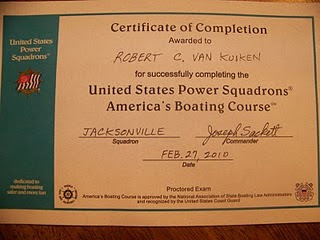 Certificate of Completion
Awarded to
ROBERT C. VAN KUIKEN
for successfully completing the
United States Power Squadrons®
America's Boating Course℠
JACKSONVILLE
Squadron
Joseph Sackett
Commander
FEB. 27, 2010
Date
Proctored Exam
America's Boating Course is approved by the National Association of State Boating Law Administrators
and recognized by the United States Coast Guard
United States
Power
Squadrons®
dedicated to
making boating
safer and more fun